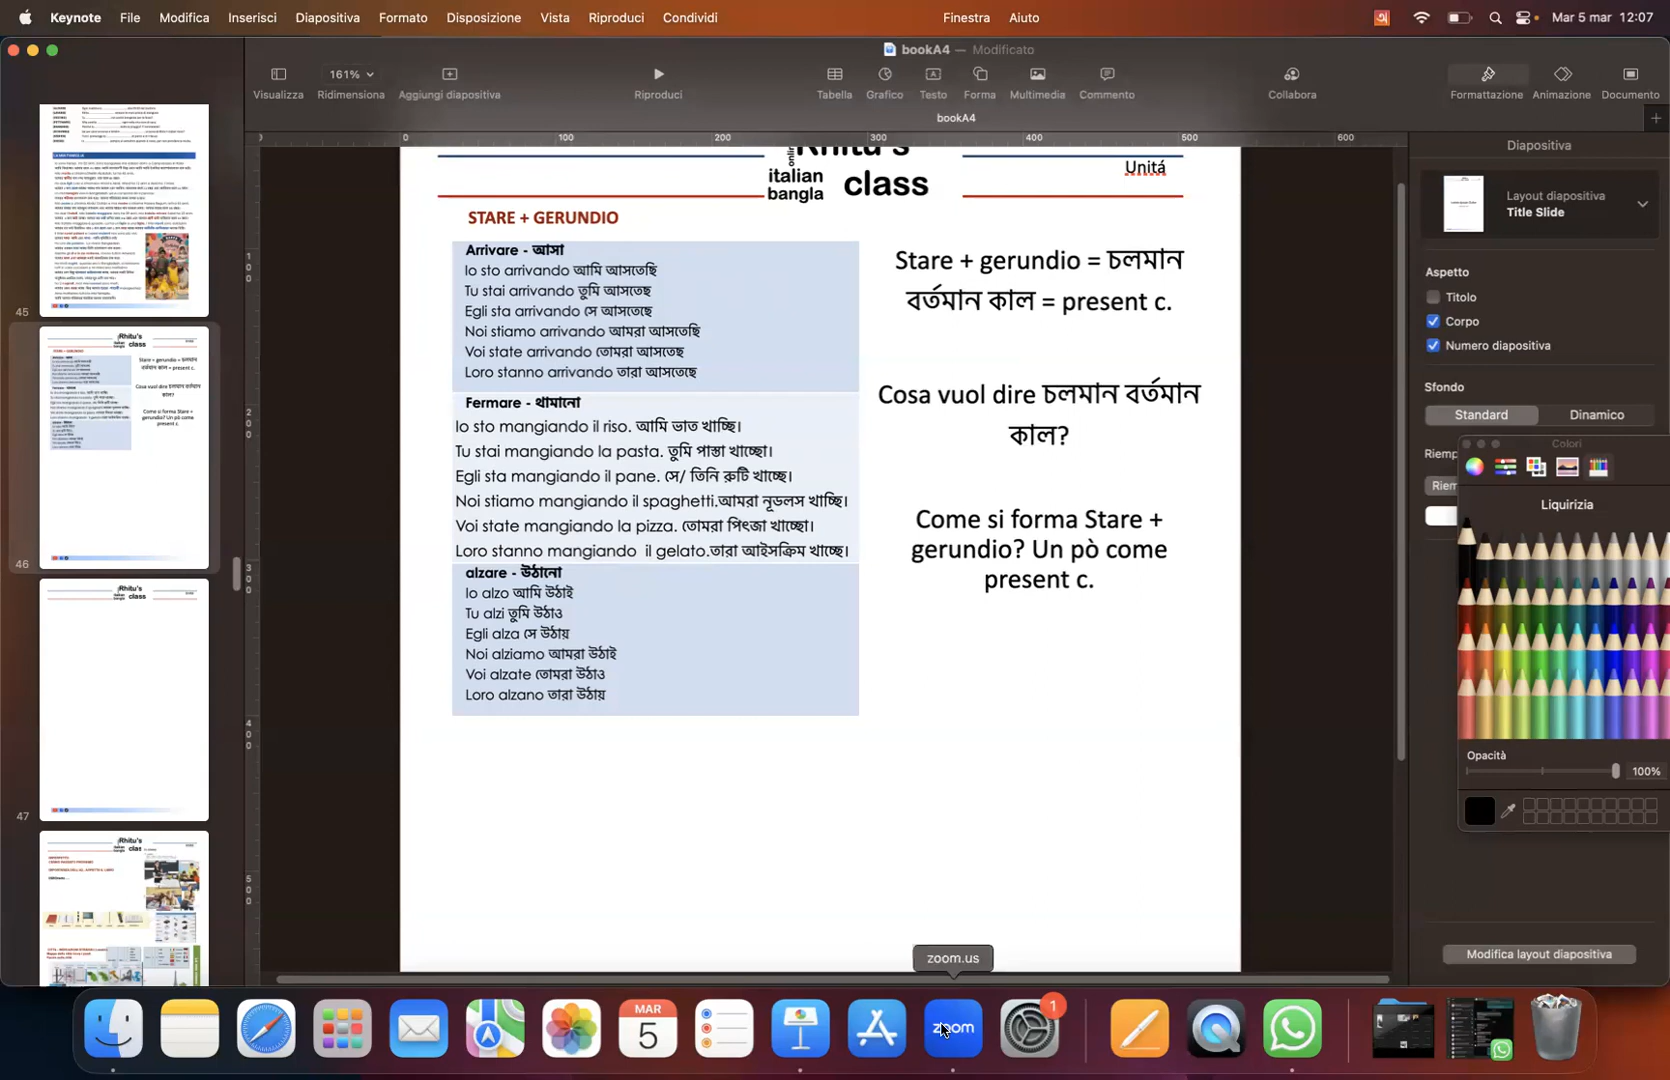 Keynote File Modifica Inserisci Diapositiva Formato Disposizione Vista Riproduci Condividi Finestra Aiuto Mar 5 mar 12:07
bookA4 — Modificato
161%
Visualizza Ridimensiona Aggiungi diapositiva Riproduci Tabella Grafico Testo Forma Multimedia Commento Collabora Formattazione Animazione Documento
bookA4
0 100 200 300 400 500 600
45
46
47
Rhitu's
italian
bangla
class
Unitá
STARE + GERUNDIO
Arrivare - আসা
Io sto arrivando আমি আসতেছি
Tu stai arrivando তুমি আসতেছ
Egli sta arrivando সে আসতেছে
Noi stiamo arrivando আমরা আসতেছি
Voi state arrivando তোমরা আসতেছ
Loro stanno arrivando তারা আসতেছে
Fermare - থামানো
Io sto mangiando il riso. আমি ভাত খাচ্ছি।
Tu stai mangiando la pasta. তুমি পাস্তা খাচ্ছো।
Egli sta mangiando il pane. সে/ তিনি রুটি খাচ্ছে।
Noi stiamo mangiando il spaghetti.আমরা নূডলস খাচ্ছি।
Voi state mangiando la pizza. তোমরা পিৎজা খাচ্ছো।
Loro stanno mangiando il gelato.তারা আইসক্রিম খাচ্ছে।
alzare - উঠানো
Io alzo আমি উঠাই
Tu alzi তুমি উঠাও
Egli alza সে উঠায়
Noi alziamo আমরা উঠাই
Voi alzate তোমরা উঠাও
Loro alzano তারা উঠায়
Stare + gerundio = চলমান
বর্তমান কাল = present c.
Cosa vuol dire চলমান বর্তমান
কাল?
Come si forma Stare +
gerundio? Un pò come
present c.
Diapositiva
Layout diapositiva
Title Slide
Aspetto
Titolo
Corpo
Numero diapositiva
Sfondo
Standard Dinamico
Colori
Liquirizia
Opacità
100%
Modifica layout diapositiva
zoom.us
MAR
5
zoom
1